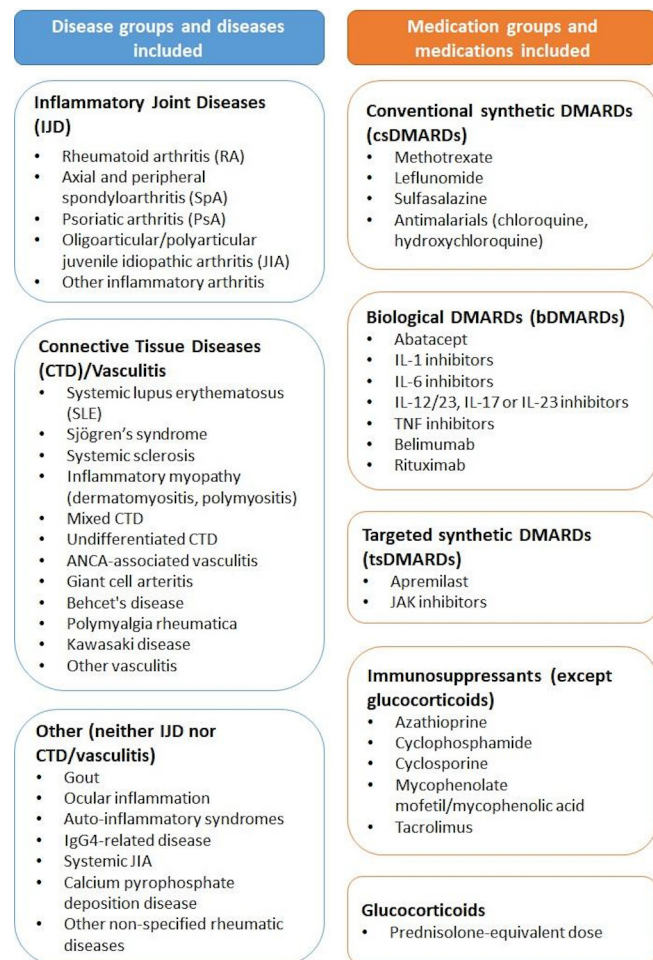 Disease groups and diseases
included
Inflammatory Joint Diseases
(IJD)
• Rheumatoid arthritis (RA)
• Axial and peripheral
spondyloarthritis (SpA)
• Psoriatic arthritis (PsA)
• Oligoarticular/polyarticular
juvenile idiopathic arthritis (JIA)
• Other inflammatory arthritis
Connective Tissue Diseases
(CTD)/Vasculitis
• Systemic lupus erythematosus
(SLE)
• Sjögren's syndrome
• Systemic sclerosis
• Inflammatory myopathy
(dermatomyositis, polymyositis)
• Mixed CTD
• Undifferentiated CTD
• ANCA-associated vasculitis
• Giant cell arteritis
• Behcet's disease
• Polymyalgia rheumatica
• Kawasaki disease
• Other vasculitis
Other (neither IJD nor
CTD/vasculitis)
• Gout
• Ocular inflammation
• Auto-inflammatory syndromes
• IgG4-related disease
• Systemic JIA
• Calcium pyrophosphate
deposition disease
• Other non-specified rheumatic
diseases
Medication groups and
medications included
Conventional synthetic DMARDs
(csDMARDs)
• Methotrexate
• Leflunomide
• Sulfasalazine
• Antimalarials (chloroquine,
hydroxychloroquine)
Biological DMARDs (bDMARDs)
• Abatacept
• IL-1 inhibitors
• IL-6 inhibitors
• IL-12/23, IL-17 or IL-23 inhibitors
• TNF inhibitors
• Belimumab
• Rituximab
Targeted synthetic DMARDs
(tsDMARDs)
• Apremilast
• JAK inhibitors
Immunosuppressants (except
glucocorticoids)
• Azathioprine
• Cyclophosphamide
• Cyclosporine
• Mycophenolate
mofetil/mycophenolic acid
• Tacrolimus
Glucocorticoids
• Prednisolone-equivalent dose